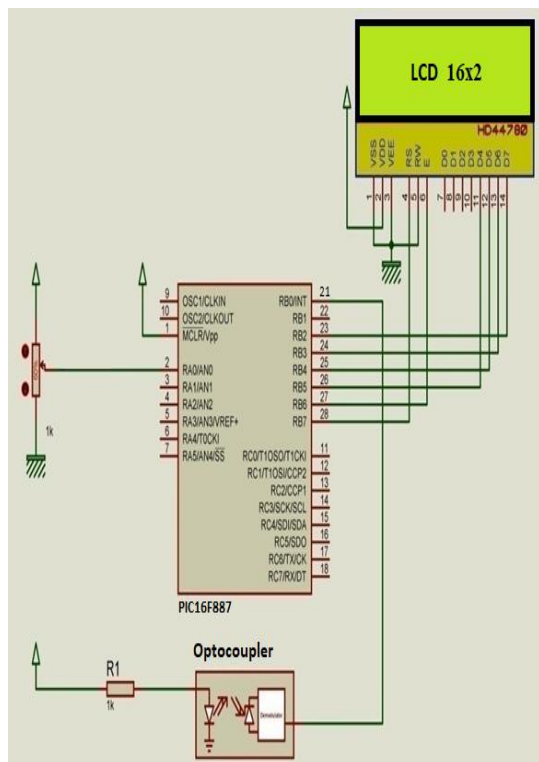 LCD 16x2
HD44780
VSS
VDD
VEE
RS
RW
E
D0
D1
D2
D3
D4
D5
D6
D7
1
2
3
4
5
6
7
8
9
10
11
12
13
14
9 OSC1/CLKIN RB0/INT 21
10 OSC2/CLKOUT RB1 22
1 MCLR/Vpp RB2 23
RB3 24
2 RA0/AN0 RB4 25
3 RA1/AN1 RB5 26
4 RA2/AN2 RB6 27
5 RA3/AN3/VREF+ RB7 28
6 RA4/T0CKI
7 RA5/AN4/SS RC0/T1OSO/T1CKI 11
RC1/T1OSI/CCP2 12
RC2/CCP1 13
RC3/SCK/SCL 14
RC4/SDI/SDA 15
RC5/SDO 16
RC6/TX/CK 17
RC7/RX/DT 18
1k
PIC16F887
Optocoupler
R1
1k
Demodulator